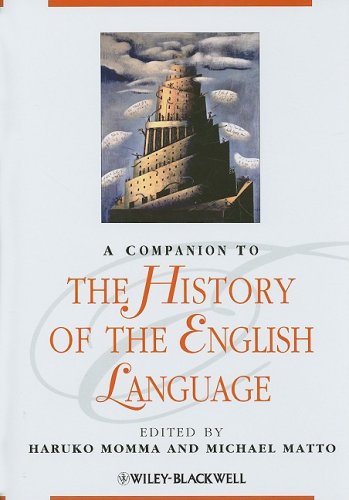 A COMPANION TO
THE HISTORY
OF THE ENGLISH
LANGUAGE
EDITED BY
HARUKO MOMMA AND MICHAEL MATTO
WILEY-BLACKWELL